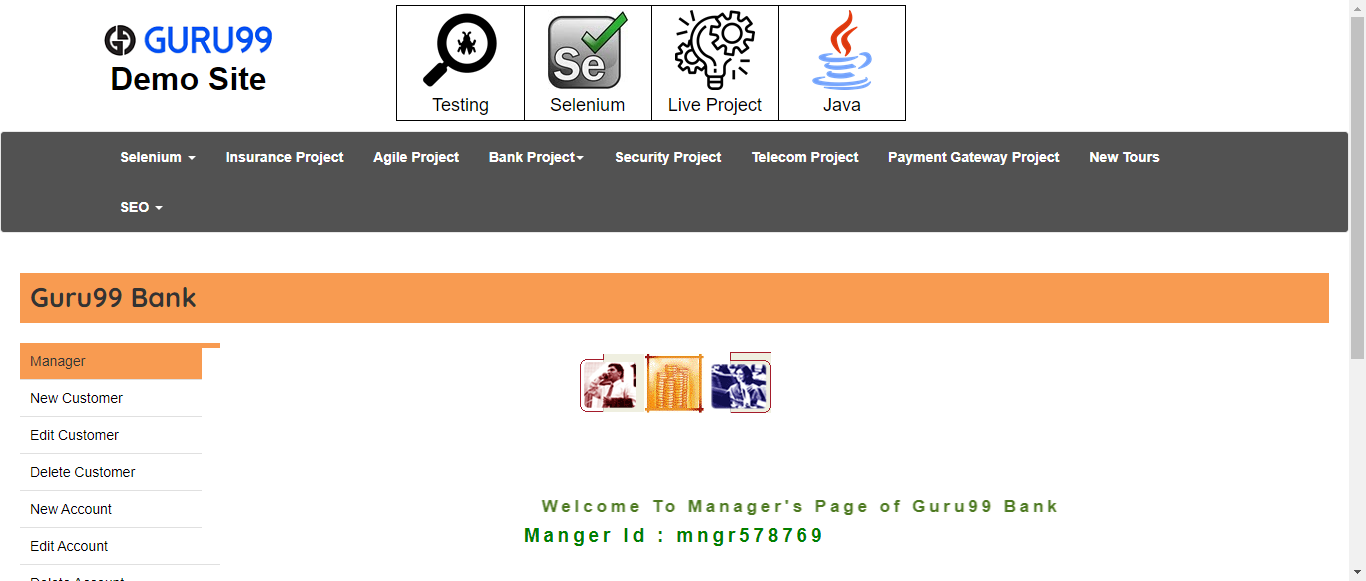 GURU99
Demo Site
Se
Testing
Selenium
Live Project
Java
Selenium
Insurance Project
Agile Project
Bank Project
Security Project
Telecom Project
Payment Gateway Project
New Tours
SEO
Guru99 Bank
Manager
New Customer
Edit Customer
Delete Customer
New Account
Edit Account
Delete Account
Welcome To Manager's Page of Guru99 Bank
Manger Id : mngr578769